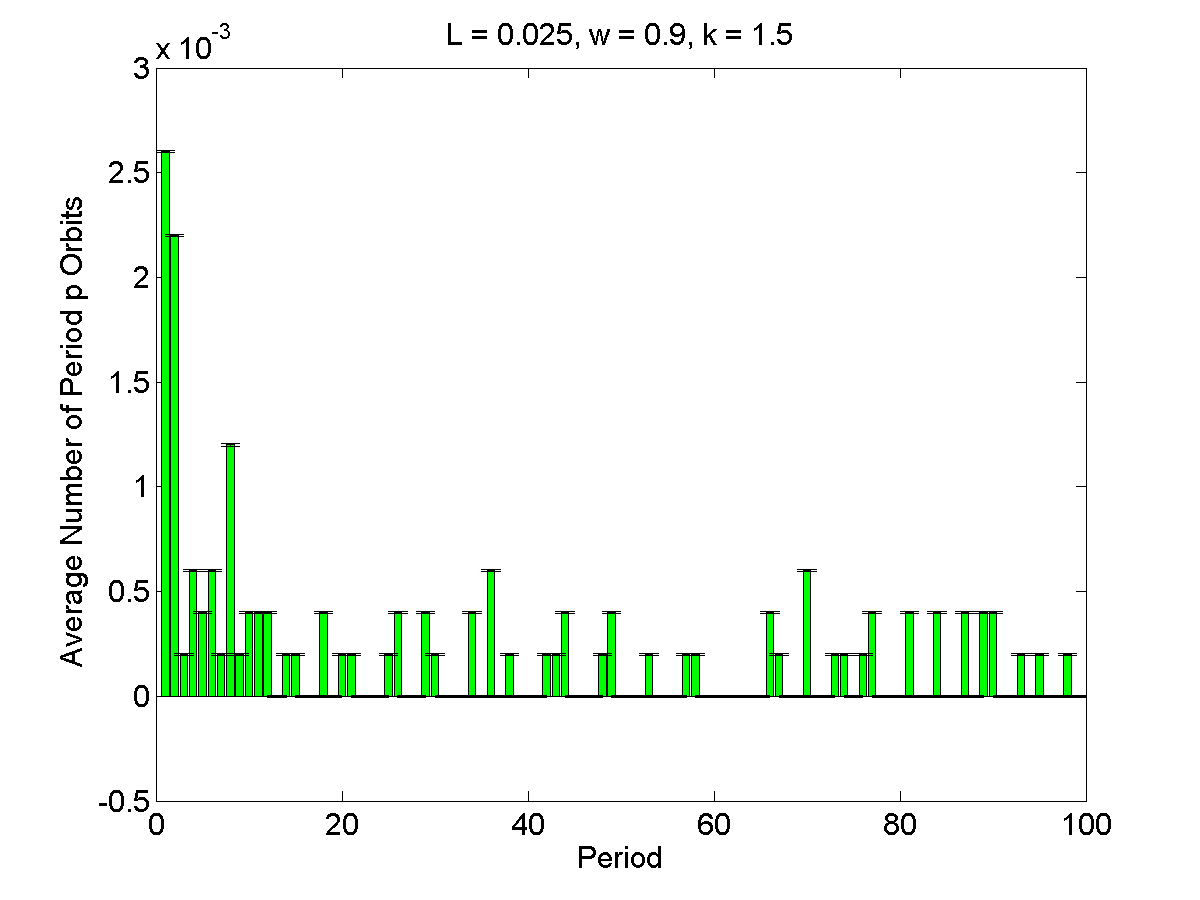 L = 0.025, w = 0.9, k = 1.5
x 10-3
3
2.5
2
1.5
1
0.5
0
-0.5
Average Number of Period p Orbits
0 20 40 60 80 100
Period